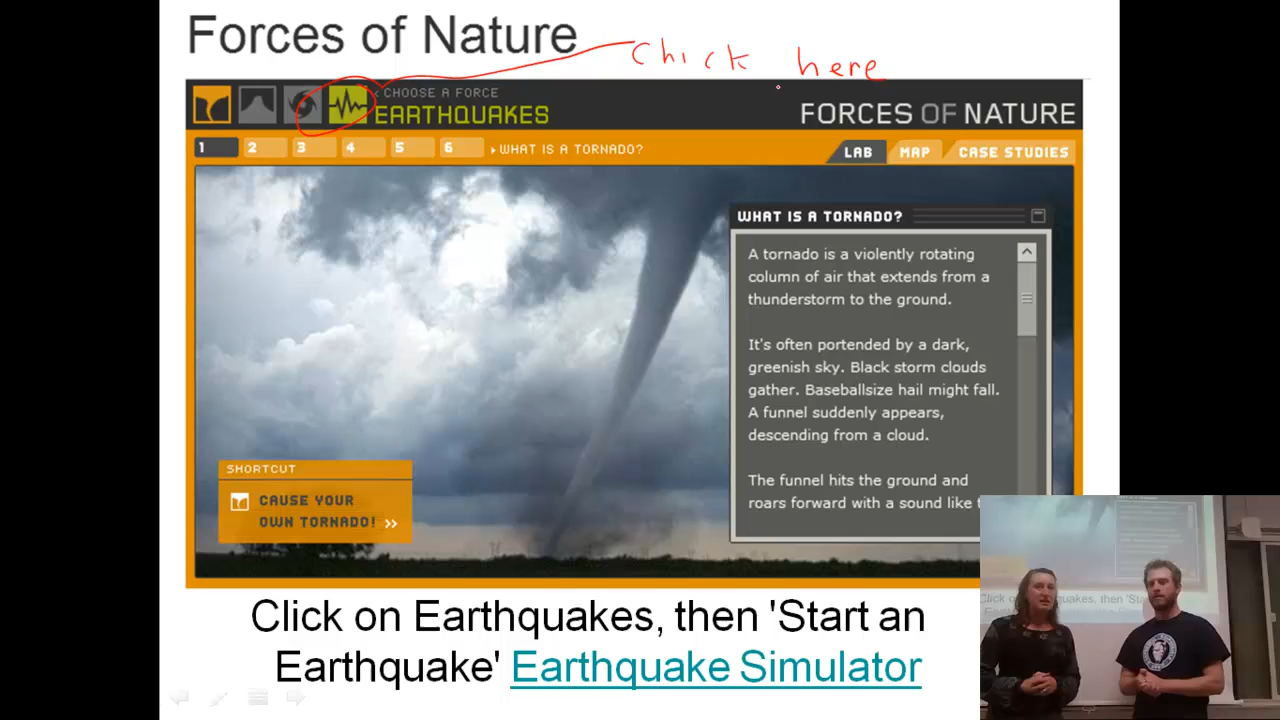 Forces of Nature
Chick here
CHOOSE A FORCE
EARTHQUAKES
FORCES OF NATURE
1 2 3 4 5 6 WHAT IS A TORNADO?
LAB MAP CASE STUDIES
WHAT IS A TORNADO?
A tornado is a violently rotating
column of air that extends from a
thunderstorm to the ground.
It's often portended by a dark,
greenish sky. Black storm clouds
gather. Baseballsize hail might fall.
A funnel suddenly appears,
descending from a cloud.
The funnel hits the ground and
roars forward with a sound like
SHORTCUT
CAUSE YOUR
OWN TORNADO! >>
Click on Earthquakes, then 'Start an
Earthquake' Earthquake Simulator